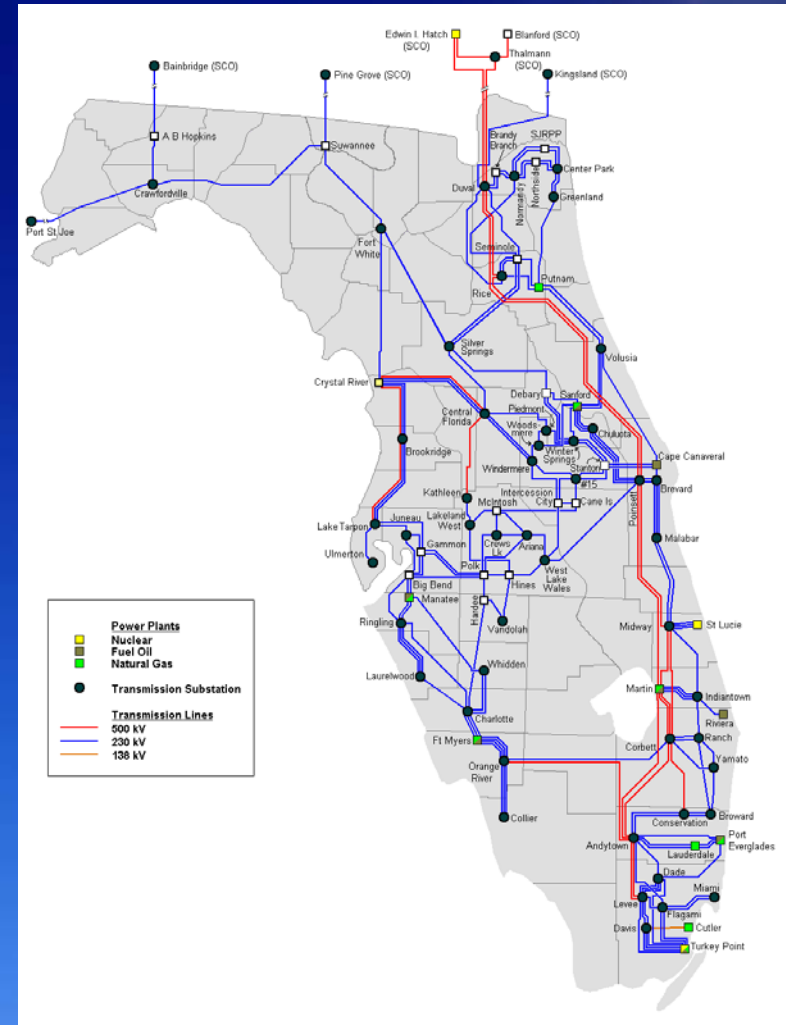 Edwin I. Hatch
(SCO)
Blanford (SCO)
Thalmann
(SCO)
Bainbridge (SCO)
Pine Grove (SCO)
Kingsland (SCO)
A B Hopkins
Suwannee
Brandy
Branch
SJRPP
Northside
Center Park
Duval
Normandy
Greenland
Crawfordville
Port St Joe
Fort
White
Seminole
Rice
Putnam
Silver
Springs
Volusia
Crystal River
Debary
Sanford
Central
Florida
Piedmont
Woods-
mere
Chuluota
Winter
Springs
Brookridge
Windermere
Stanton
Cape Canaveral
#15
Kathleen
Intercession
City
Cane Is
Poinsett
Brevard
McIntosh
Lake Tarpon
Juneau
Lakeland
West
Malabar
Gammon
Crews
Lk
Ariana
Ulmerton
Polk
Hines
West
Lake
Wales
Big Bend
Manatee
Hardee
Ringling
Vandolah
Midway
St Lucie
Whidden
Laurelwood
Martin
Indiantown
Charlotte
Riviera
Ft Myers
Corbett
Ranch
Orange
River
Yamato
Collier
Conservation
Broward
Andytown
Port
Everglades
Lauderdale
Dade
Miami
Levee
Flagami
Davis
Cutler
Turkey Point
Power Plants
Nuclear
Fuel Oil
Natural Gas
Transmission Substation
Transmission Lines
500 kV
230 kV
138 kV